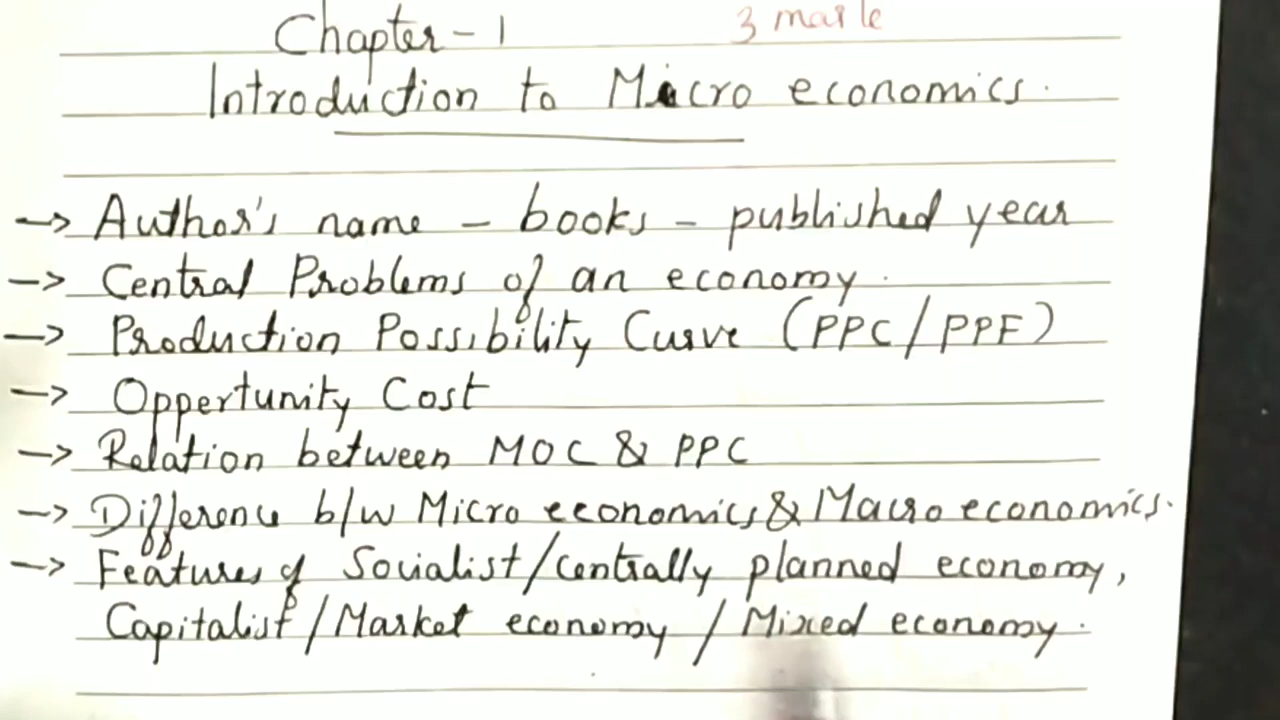 Chapter - 1 3 mark
Introduction to Micro economics.
→ Author's name - books - published year
→ Central Problems of an economy.
→ Production Possibility Curve (PPC/PPF)
→ Oppertunity Cost
→ Relation between MOC & PPC
→ Difference b/w Micro economics & Macro economics.
→ Features of Socialist/centrally planned economy,
Capitalist/Market economy / Mixed economy.